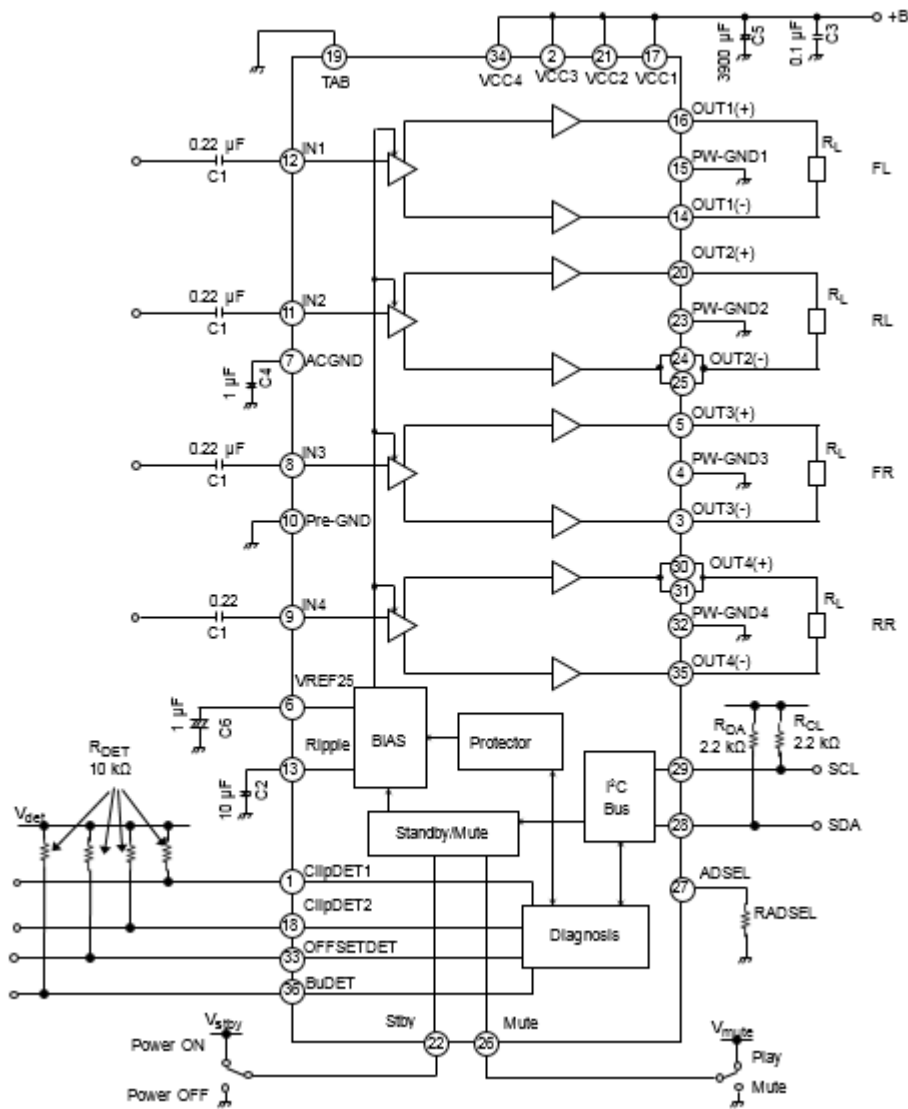 +B
3900 µF
C5
0.1 µF
C3
19
TAB
34
VCC4
2
VCC3
21
VCC2
17
VCC1
16
OUT1(+)
0.22 µF
C1
12
IN1
15
PW-GND1
RL
FL
14
OUT1(-)
20
OUT2(+)
0.22 µF
C1
11
IN2
23
PW-GND2
RL
RL
7
ACGND
1 µF
C4
24
25
OUT2(-)
5
OUT3(+)
0.22 µF
C1
8
IN3
4
PW-GND3
RL
FR
10
Pre-GND
3
OUT3(-)
30
31
OUT4(+)
0.22
C1
9
IN4
32
PW-GND4
RL
RR
35
OUT4(-)
VREF25
6
1 µF
C6
BIAS
Protector
RDA
2.2 kΩ
RCL
2.2 kΩ
Ripple
13
10 µF
C2
RDET
10 kΩ
I²C
Bus
29
SCL
28
SDA
Vdet
Standby/Mute
1
ClipDET1
27
ADSEL
RADSEL
18
ClipDET2
Diagnosis
33
OFFSETDET
36
BuDET
Stby
22
Mute
26
Vstby
Power ON
Power OFF
Vmute
Play
Mute